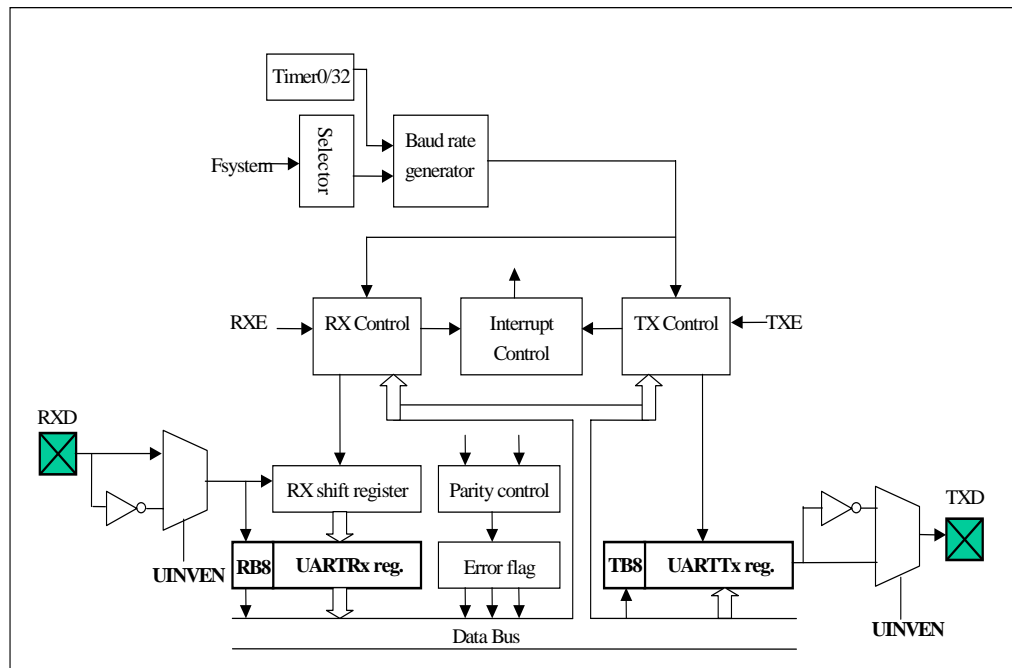 Timer0/32
Selector
Fsystem
Baud rate
generator
RXE
RX Control
Interrupt
Control
TX Control
TXE
RXD
RX shift register
Parity control
TXD
UINVEN
RB8
UARTRx reg.
Error flag
TB8
UARTTx reg.
UINVEN
Data Bus